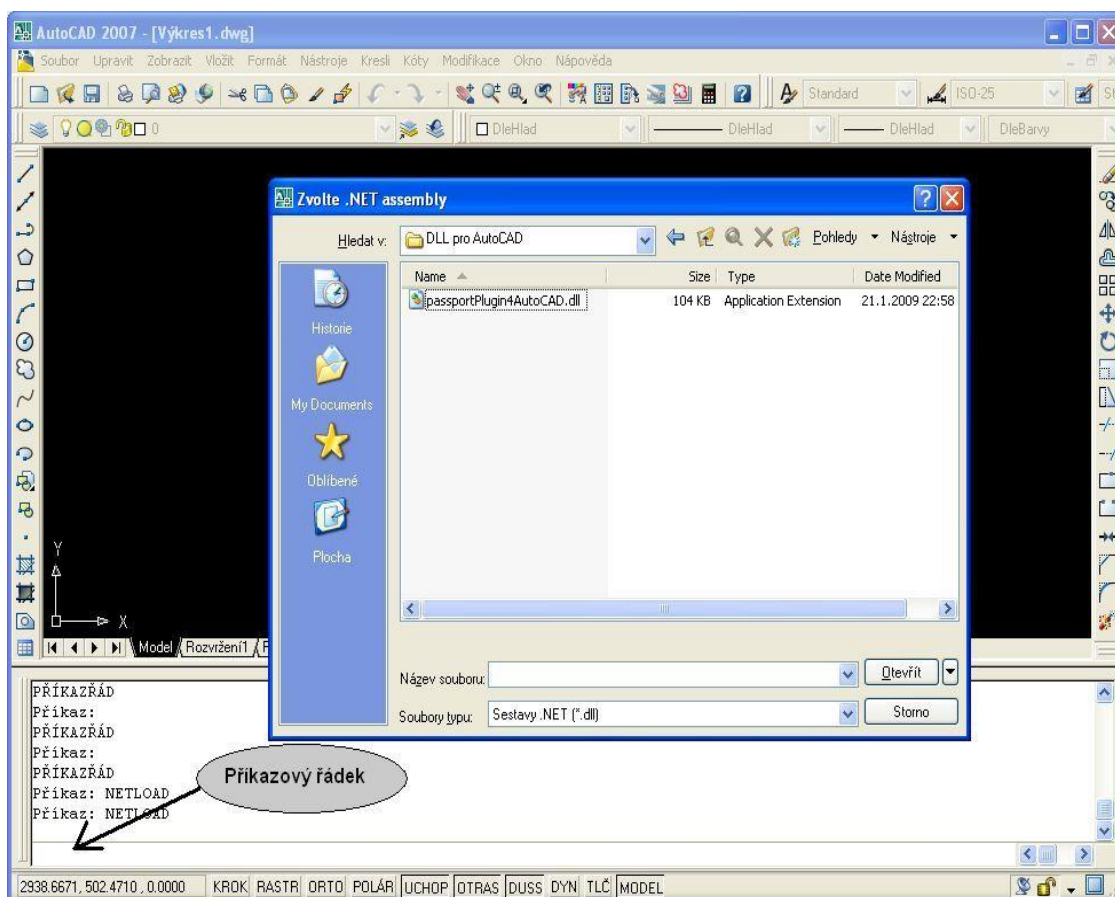 AutoCAD 2007 - [Výkres1.dwg]
Soubor Upravit Zobrazit Vložit Formát Nástroje Kresli Kóty Modifikace Okno Nápověda
Standard ISO-25 St
0 DleHlad DleHlad DleHlad DleBarvy
Zvolte .NET assembly
Hledat v: DLL pro AutoCAD Pohledy Nástroje
Name Size Type Date Modified
passportPlugin4AutoCAD.dll 104 KB Application Extension 21.1.2009 22:58
Historie
My Documents
Oblíbené
Plocha
Název souboru: Otevřít
Soubory typu: Sestavy .NET (*.dll) Storno
Y
X
Model Rozvržení1
PŘÍKAZŘÁD
Příkaz:
PŘÍKAZŘÁD
Příkaz:
PŘÍKAZŘÁD
Příkaz: NETLOAD
Příkaz: NETLOAD
Příkazový řádek
2938.6671, 502.4710 , 0.0000 KROK RASTR ORTO POLÁR UCHOP OTRAS DUSS DYN TLČ MODEL